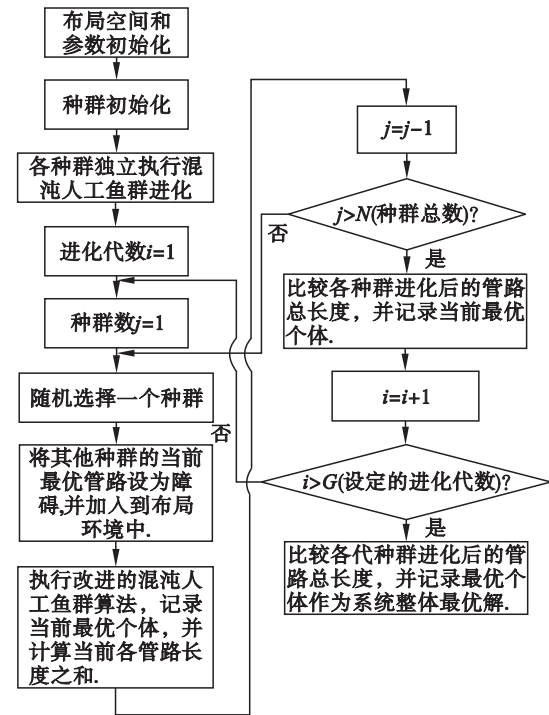 布局空间和
参数初始化
种群初始化
各种群独立执行混
沌人工鱼群进化
进化代数i=1
种群数j=1
随机选择一个种群
将其他种群的当前
最优管路设为障
碍,并加入到布局
环境中.
执行改进的混沌人
工鱼群算法，记录
当前最优个体，并
计算当前各管路长
度之和.
j=j-1
j>N(种群总数)?
否
是
比较各种群进化后的管路
总长度，并记录当前最优
个体.
i=i+1
i>G(设定的进化代数)?
否
是
比较各代种群进化后的管
路总长度，并记录最优个
体作为系统整体最优解.